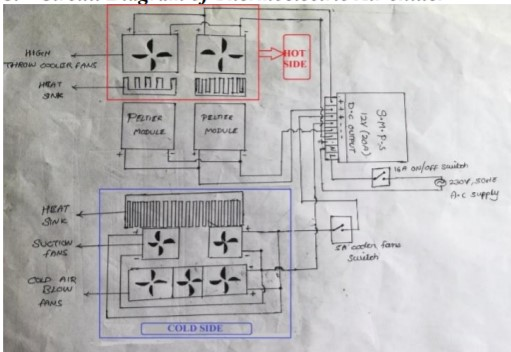 HIGH
THROW COOLER FANS
HEAT
SINK
HOT
SIDE
PELTIER
MODULE
PELTIER
MODULE
S.M.P.S
12V (20A)
D.C OUTPUT
16A ON/OFF switch
230V, 50HZ
A.C supply
5A cooler fans
switch
HEAT
SINK
SUCTION
FANS
COLD AIR
BLOW
FANS
COLD SIDE